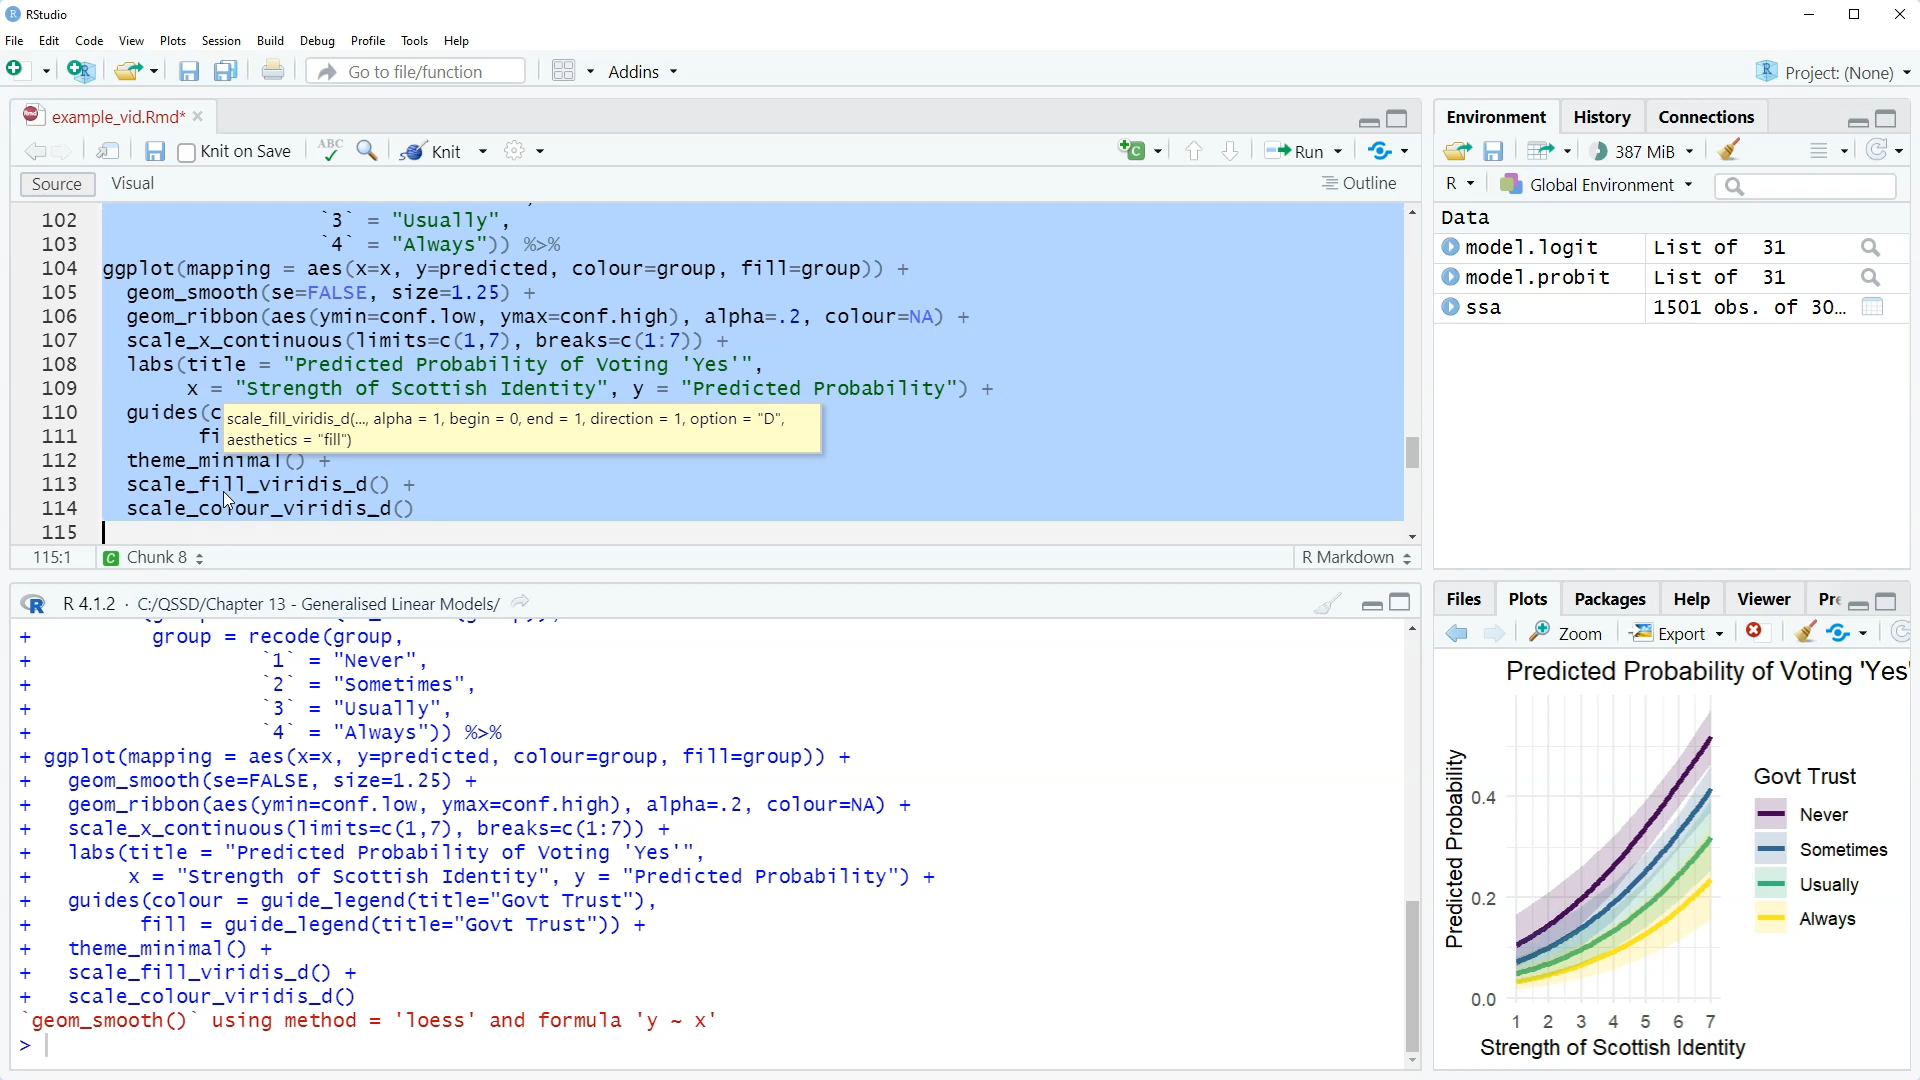 RStudio
File Edit Code View Plots Session Build Debug Profile Tools Help
Go to file/function Addins Project: (None)
example_vid.Rmd*
Knit on Save ABC Knit Run
Source Visual Outline
102 `3` = "Usually",
103 `4` = "Always")) %>%
104 ggplot(mapping = aes(x=x, y=predicted, colour=group, fill=group)) +
105 geom_smooth(se=FALSE, size=1.25) +
106 geom_ribbon(aes(ymin=conf.low, ymax=conf.high), alpha=.2, colour=NA) +
107 scale_x_continuous(limits=c(1,7), breaks=c(1:7)) +
108 labs(title = "Predicted Probability of Voting 'Yes'",
109 x = "Strength of Scottish Identity", y = "Predicted Probability") +
110 guides(c
scale_fill_viridis_d(..., alpha = 1, begin = 0, end = 1, direction = 1, option = "D",
111 fi
aesthetics = "fill")
112 theme_minimal() +
113 scale_fill_viridis_d() +
114 scale_colour_viridis_d()
115
115:1 C Chunk 8 R Markdown
R 4.1.2 · C:/QSSD/Chapter 13 - Generalised Linear Models/
+ group = recode(group,
+ `1` = "Never",
+ `2` = "Sometimes",
+ `3` = "Usually",
+ `4` = "Always")) %>%
+ ggplot(mapping = aes(x=x, y=predicted, colour=group, fill=group)) +
+ geom_smooth(se=FALSE, size=1.25) +
+ geom_ribbon(aes(ymin=conf.low, ymax=conf.high), alpha=.2, colour=NA) +
+ scale_x_continuous(limits=c(1,7), breaks=c(1:7)) +
+ labs(title = "Predicted Probability of Voting 'Yes'",
+ x = "Strength of Scottish Identity", y = "Predicted Probability") +
+ guides(colour = guide_legend(title="Govt Trust"),
+ fill = guide_legend(title="Govt Trust")) +
+ theme_minimal() +
+ scale_fill_viridis_d() +
+ scale_colour_viridis_d()
`geom_smooth()` using method = 'loess' and formula 'y ~ x'
>
Environment History Connections
387 MiB
R Global Environment
Data
model.logit List of 31
model.probit List of 31
ssa 1501 obs. of 30...
Files Plots Packages Help Viewer Pre
Zoom Export
Predicted Probability of Voting 'Yes'
Predicted Probability
0.4
0.2
0.0
1 2 3 4 5 6 7
Strength of Scottish Identity
Govt Trust
Never
Sometimes
Usually
Always